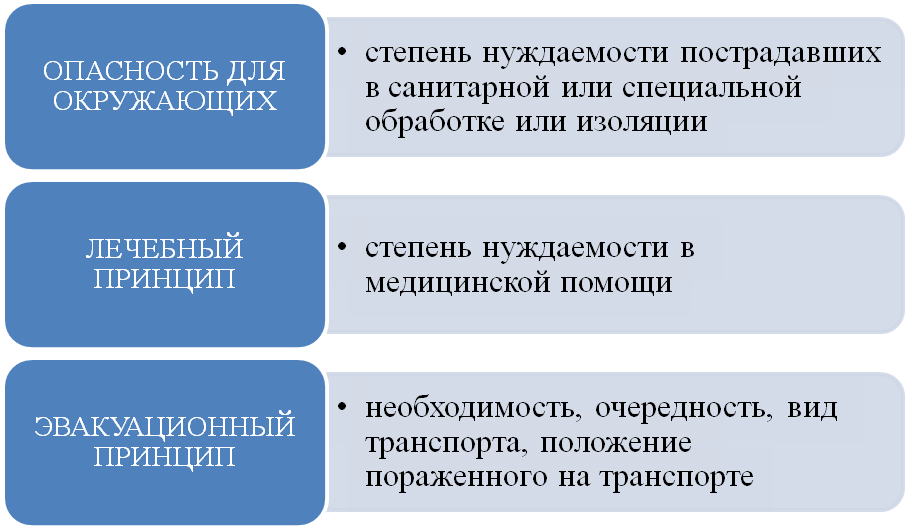 ОПАСНОСТЬ ДЛЯ
ОКРУЖАЮЩИХ
• степень нуждаемости пострадавших
в санитарной или специальной
обработке или изоляции
ЛЕЧЕБНЫЙ
ПРИНЦИП
• степень нуждаемости в
медицинской помощи
ЭВАКУАЦИОННЫЙ
ПРИНЦИП
• необходимость, очередность, вид
транспорта, положение
пораженного на транспорте